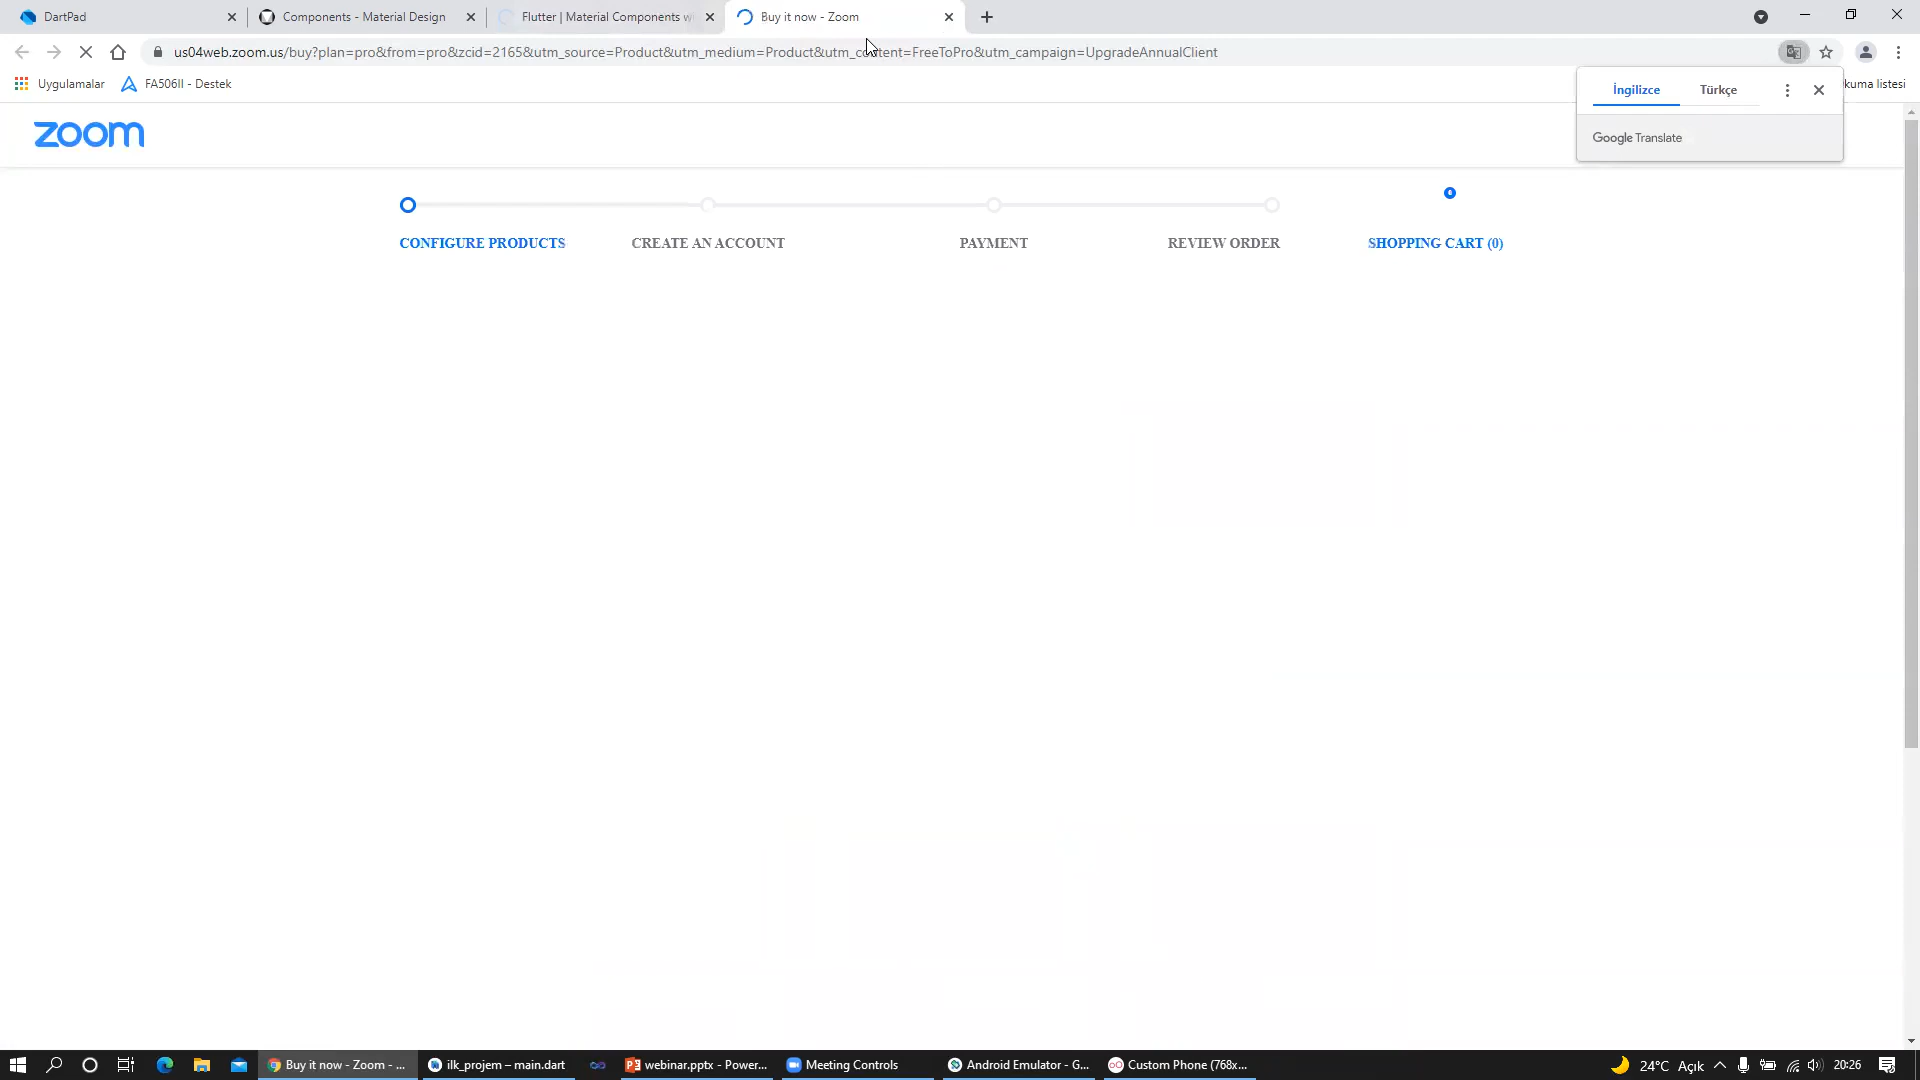 DartPad
Components - Material Design
Flutter | Material Components w
Buy it now - Zoom
us04web.zoom.us/buy?plan=pro&from=pro&zcid=2165&utm_source=Product&utm_medium=Product&utm_content=FreeToPro&utm_campaign=UpgradeAnnualClient
Uygulamalar
FA506II - Destek
kuma listesi
İngilizce
Türkçe
Google Translate
zoom
CONFIGURE PRODUCTS
CREATE AN ACCOUNT
PAYMENT
REVIEW ORDER
SHOPPING CART (0)
Buy it now - Zoom - ...
ilk_projem – main.dart
webinar.pptx - Power...
Meeting Controls
Android Emulator - G...
Custom Phone (768x...
24°C Açık
20:26